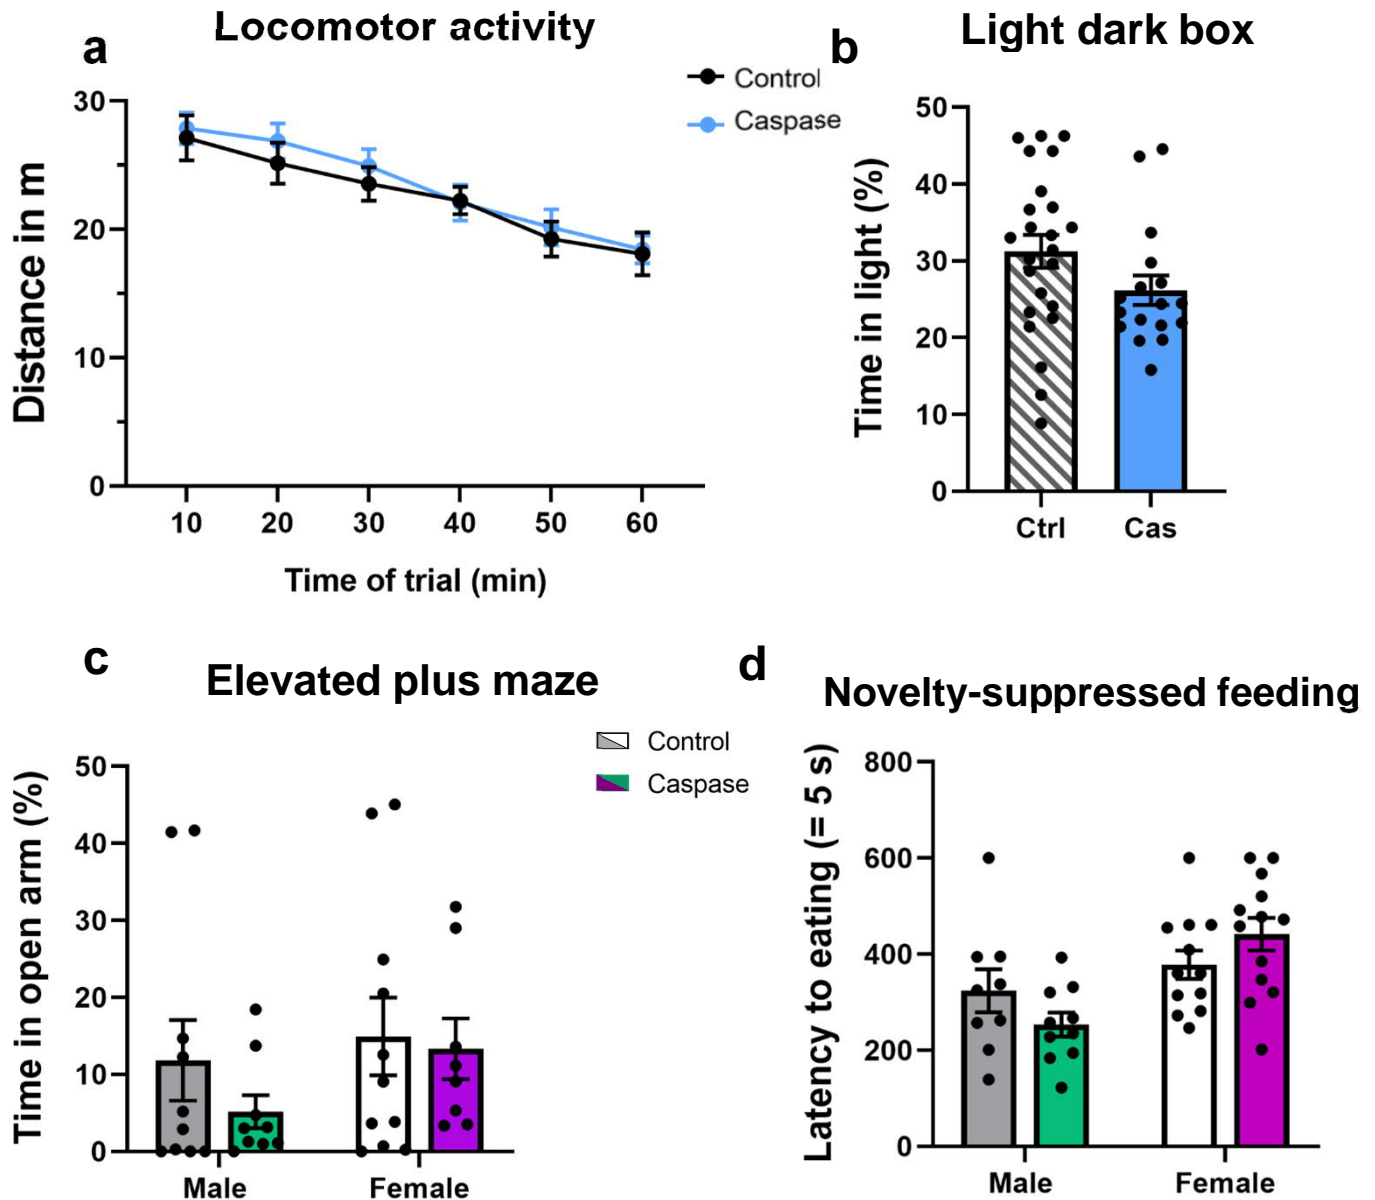 a
Locomotor activity
Control
Caspase
30
20
10
0
Distance in m
10 20 30 40 50 60
Time of trial (min)
b
Light dark box
50
40
30
20
10
0
Time in light (%)
Ctrl Cas
c
Elevated plus maze
Control
Caspase
50
40
30
20
10
0
Time in open arm (%)
Male Female
d
Novelty-suppressed feeding
800
600
400
200
0
Latency to eating (= 5 s)
Male Female